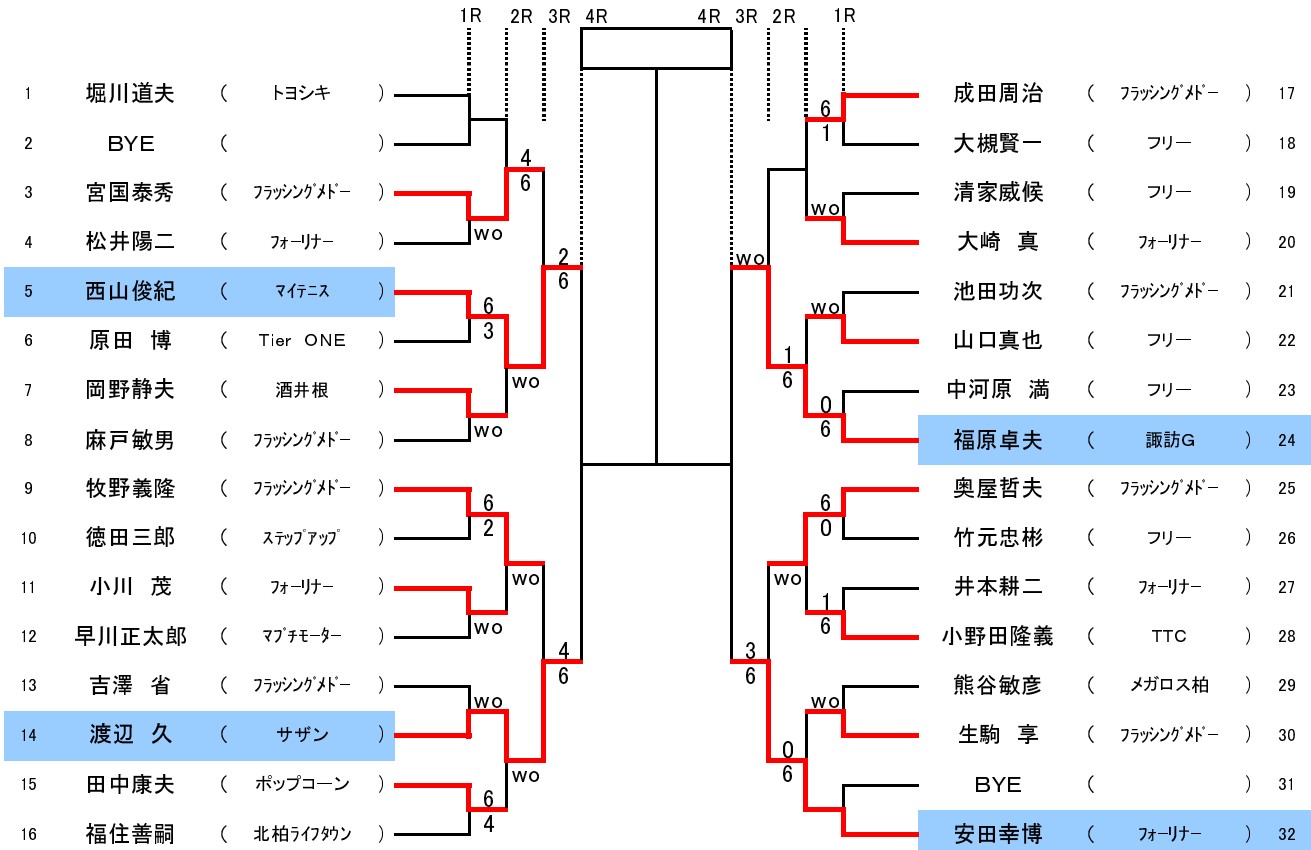 1R 2R 3R 4R 4R 3R 2R 1R
1 堀川道夫 ( トヨシキ ) 成田周治 ( フラッシングメドー ) 17
6
1
2 BYE ( ) 大槻賢一 ( フリー ) 18
4
6
3 宮国泰秀 ( フラッシングメドー ) 清家威候 ( フリー ) 19
wo wo
4 松井陽二 ( フォーリナー ) 大崎 真 ( フォーリナー ) 20
2 wo
6
5 西山俊紀 ( マイテニス ) 池田功次 ( フラッシングメドー ) 21
6 wo
3
6 原田 博 ( Tier ONE ) 山口真也 ( フリー ) 22
wo 1
6
7 岡野静夫 ( 酒井根 ) 中河原 満 ( フリー ) 23
wo 0
6
8 麻戸敏男 ( フラッシングメドー ) 福原卓夫 ( 諏訪G ) 24
9 牧野義隆 ( フラッシングメドー ) 奥屋哲夫 ( フラッシングメドー ) 25
6 6
2 0
10 徳田三郎 ( ステップアップ ) 竹元忠彬 ( フリー ) 26
wo wo
11 小川 茂 ( フォーリナー ) 井本耕二 ( フォーリナー ) 27
wo 1
6
12 早川正太郎 ( マブチモーター ) 小野田隆義 ( TTC ) 28
4 3
6 6
13 吉澤 省 ( フラッシングメドー ) 熊谷敏彦 ( メガロス柏 ) 29
wo wo
14 渡辺 久 ( サザン ) 生駒 享 ( フラッシングメドー ) 30
wo 0
6
15 田中康夫 ( ポップコーン ) BYE ( ) 31
6
4
16 福住善嗣 ( 北柏ライフタウン ) 安田幸博 ( フォーリナー ) 32